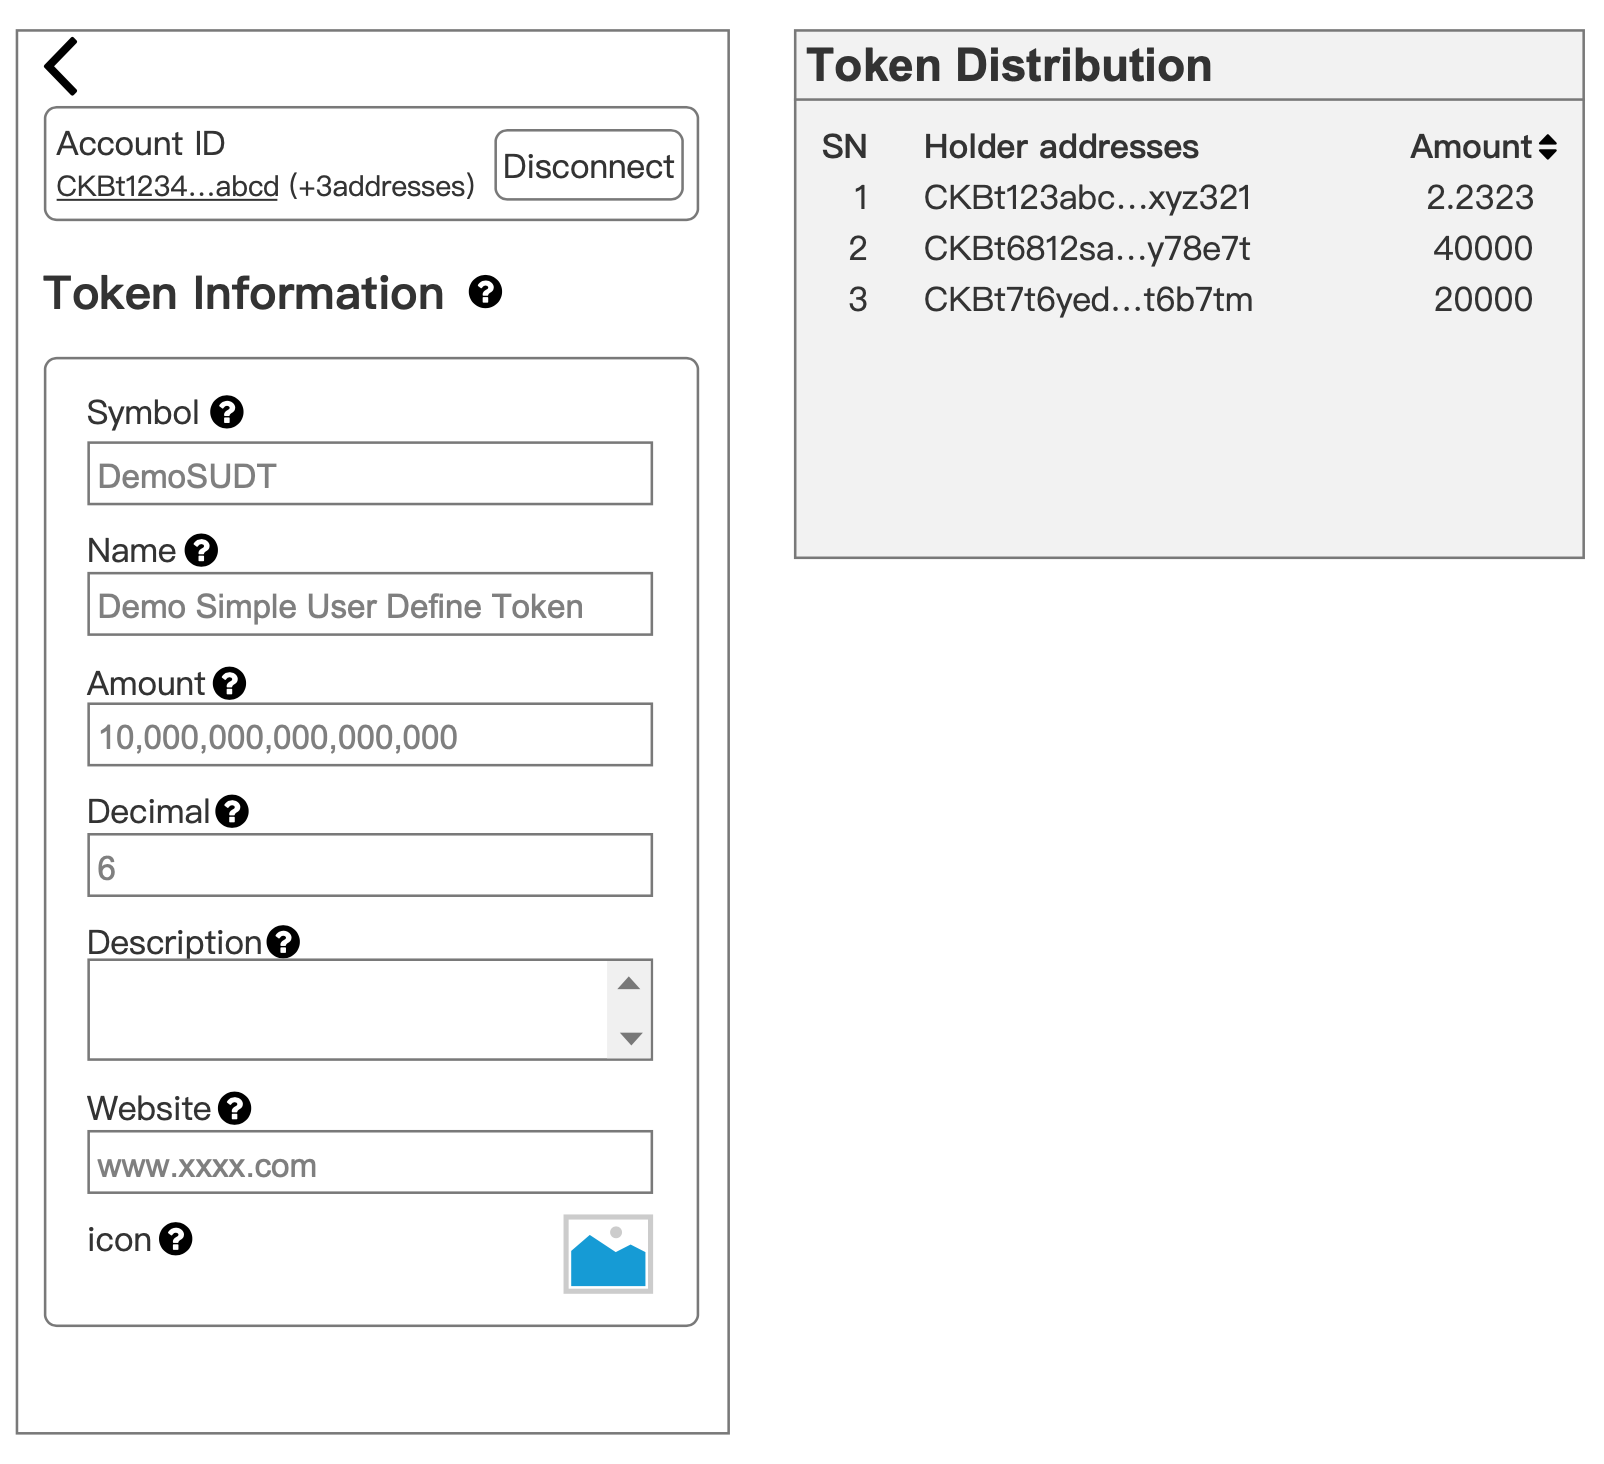 Account ID
CKBt1234...abcd (+3addresses)
Disconnect
Token Information
Symbol
DemoSUDT
Name
Demo Simple User Define Token
Amount
10,000,000,000,000,000
Decimal
6
Description
Website
www.xxxx.com
icon
Token Distribution
SN Holder addresses Amount
1 CKBt123abc...xyz321 2.2323
2 CKBt6812sa...y78e7t 40000
3 CKBt7t6yed...t6b7tm 20000